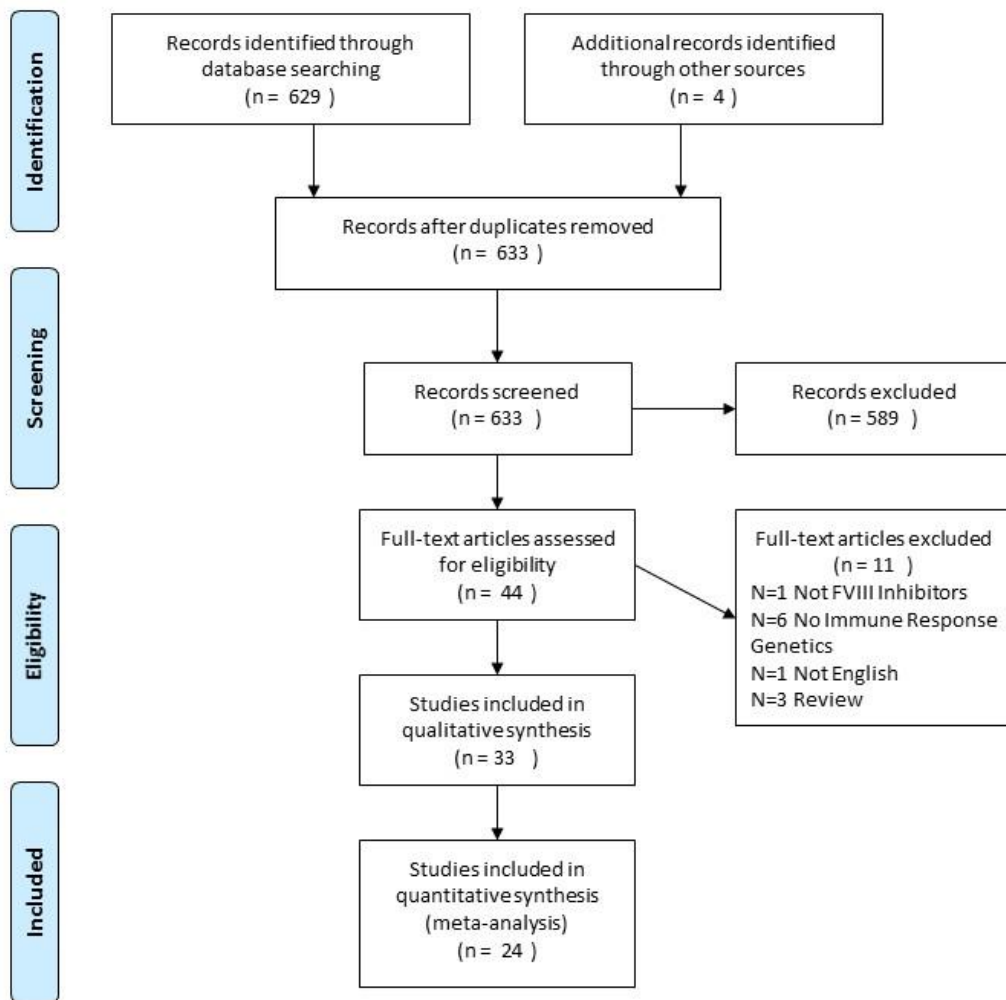 Identification
Records identified through
database searching
(n = 629 )
Additional records identified
through other sources
(n = 4 )
Records after duplicates removed
(n = 633 )
Screening
Records screened
(n = 633 )
Records excluded
(n = 589 )
Eligibility
Full-text articles assessed
for eligibility
(n = 44 )
Full-text articles excluded
(n = 11 )
N=1 Not FVIII Inhibitors
N=6 No Immune Response
Genetics
N=1 Not English
N=3 Review
Studies included in
qualitative synthesis
(n = 33 )
Included
Studies included in
quantitative synthesis
(meta-analysis)
(n = 24 )